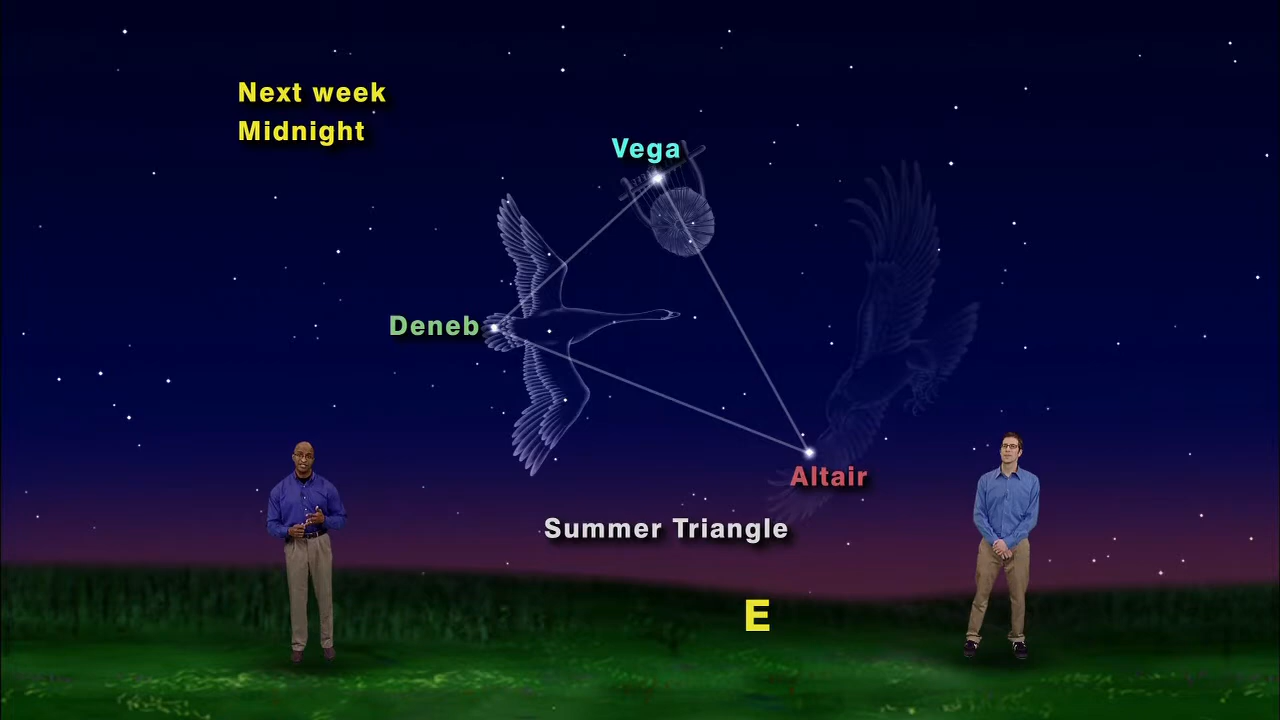 Next week
Midnight
Vega
Deneb
Altair
Summer Triangle
E